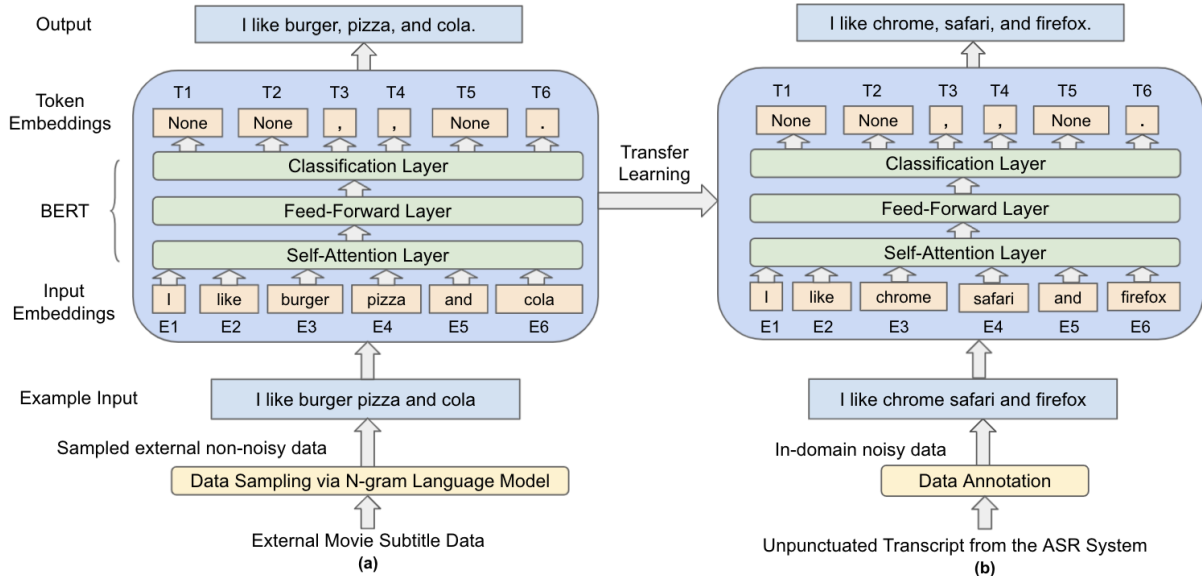 Output
I like burger, pizza, and cola.
I like chrome, safari, and firefox.
Token
Embeddings
T1 T2 T3 T4 T5 T6
None None , , None .
T1 T2 T3 T4 T5 T6
None None , , None .
BERT
Classification Layer
Feed-Forward Layer
Self-Attention Layer
Transfer
Learning
Classification Layer
Feed-Forward Layer
Self-Attention Layer
Input
Embeddings
I like burger pizza and cola
E1 E2 E3 E4 E5 E6
I like chrome safari and firefox
E1 E2 E3 E4 E5 E6
Example Input
I like burger pizza and cola
I like chrome safari and firefox
Sampled external non-noisy data
In-domain noisy data
Data Sampling via N-gram Language Model
Data Annotation
External Movie Subtitle Data
(a)
Unpunctuated Transcript from the ASR System
(b)